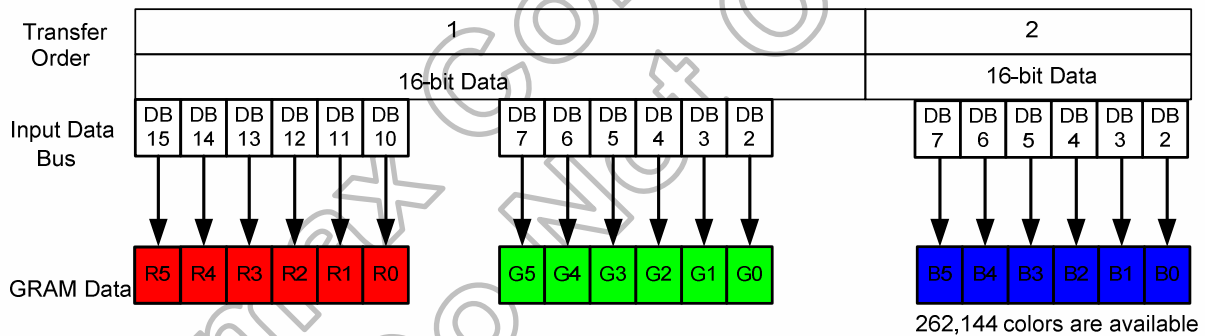 Transfer Order
1
2
16-bit Data
16-bit Data
Input Data Bus
DB 15 DB 14 DB 13 DB 12 DB 11 DB 10
DB 7 DB 6 DB 5 DB 4 DB 3 DB 2
DB 7 DB 6 DB 5 DB 4 DB 3 DB 2
GRAM Data
R5 R4 R3 R2 R1 R0
G5 G4 G3 G2 G1 G0
B5 B4 B3 B2 B1 B0
262,144 colors are available